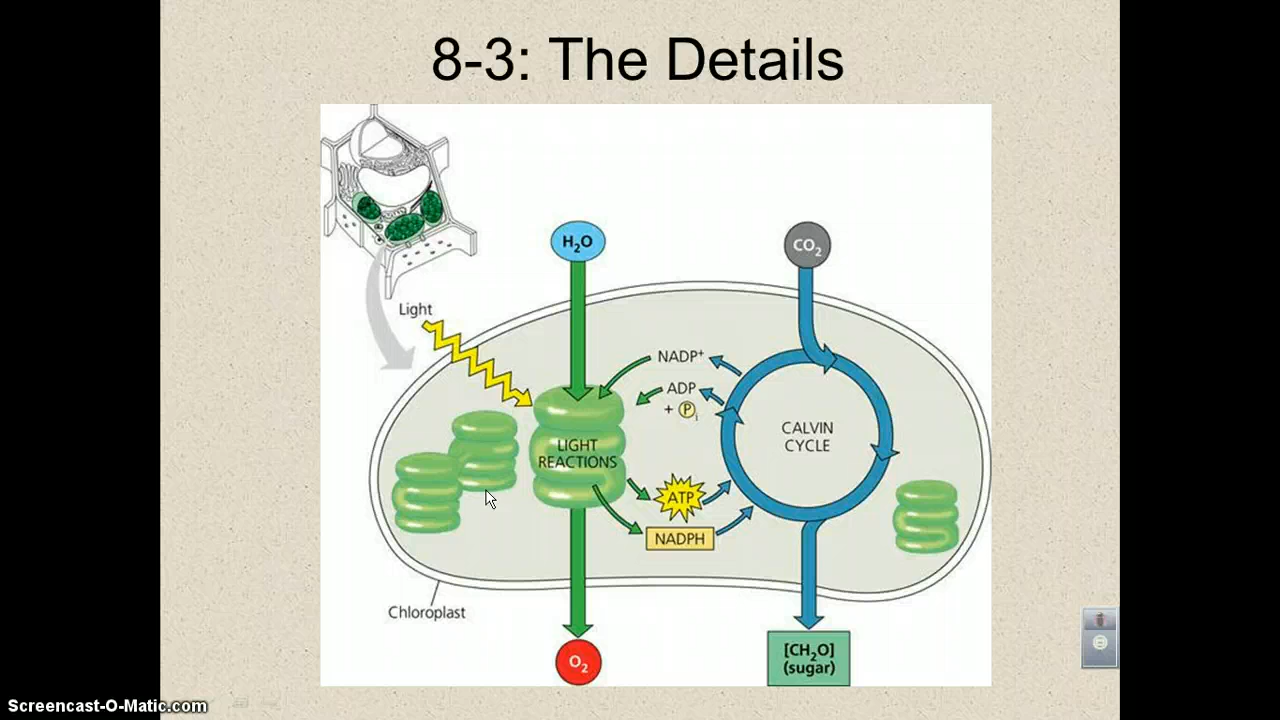 8-3: The Details
H₂O
CO₂
Light
NADP⁺
ADP
+ Pᵢ
CALVIN
CYCLE
LIGHT
REACTIONS
ATP
NADPH
Chloroplast
O₂
[CH₂O]
(sugar)
Screencast-O-Matic.com